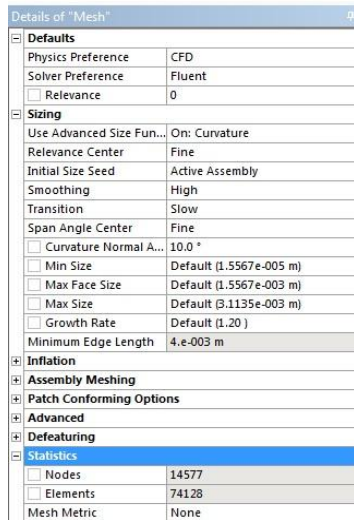 Details of "Mesh"
Defaults
Physics Preference CFD
Solver Preference Fluent
Relevance 0
Sizing
Use Advanced Size Fun... On: Curvature
Relevance Center Fine
Initial Size Seed Active Assembly
Smoothing High
Transition Slow
Span Angle Center Fine
Curvature Normal A... 10.0 °
Min Size Default (1.5567e-005 m)
Max Face Size Default (1.5567e-003 m)
Max Size Default (3.1135e-003 m)
Growth Rate Default (1.20 )
Minimum Edge Length 4.e-003 m
Inflation
Assembly Meshing
Patch Conforming Options
Advanced
Defeaturing
Statistics
Nodes 14577
Elements 74128
Mesh Metric None